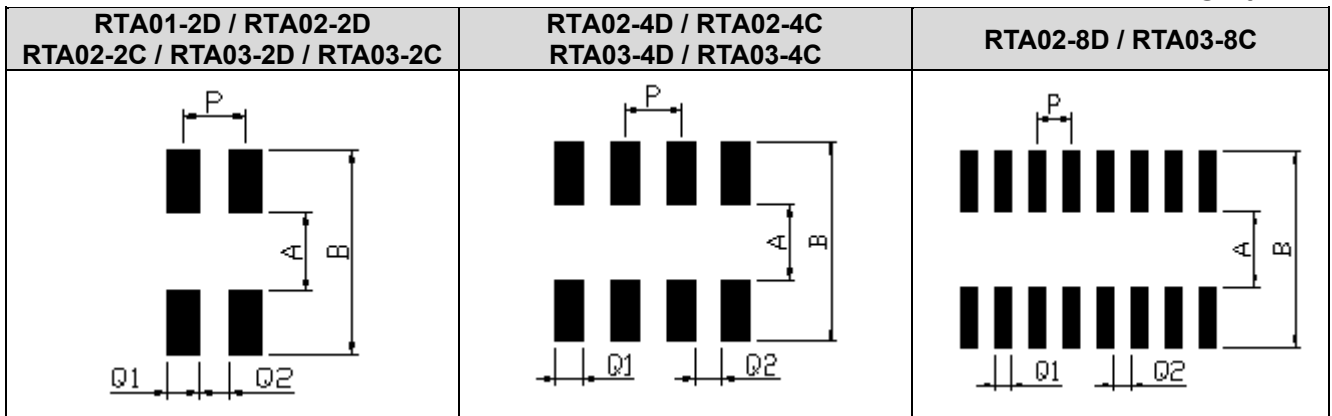 RTA01-2D / RTA02-2D
RTA02-2C / RTA03-2D / RTA03-2C
RTA02-4D / RTA02-4C
RTA03-4D / RTA03-4C
RTA02-8D / RTA03-8C
P
A
B
Q1
Q2
P
A
B
Q1
Q2
P
A
B
Q1
Q2